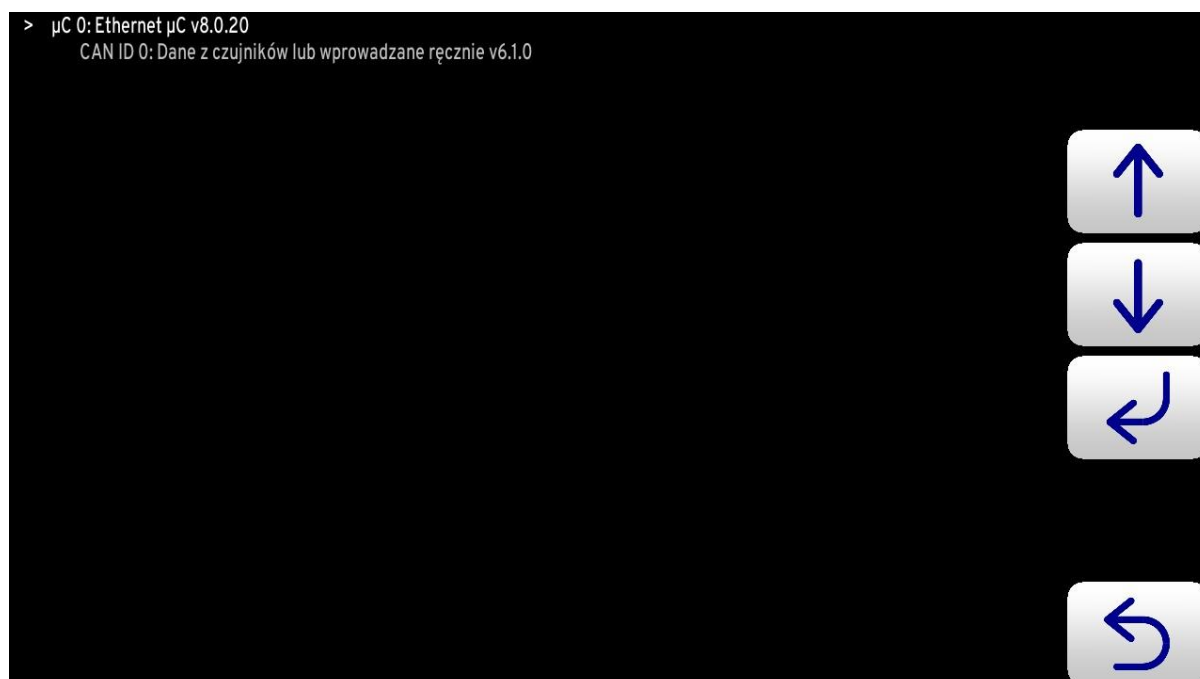 > µC 0: Ethernet µC v8.0.20
CAN ID 0: Dane z czujników lub wprowadzane ręcznie v6.1.0